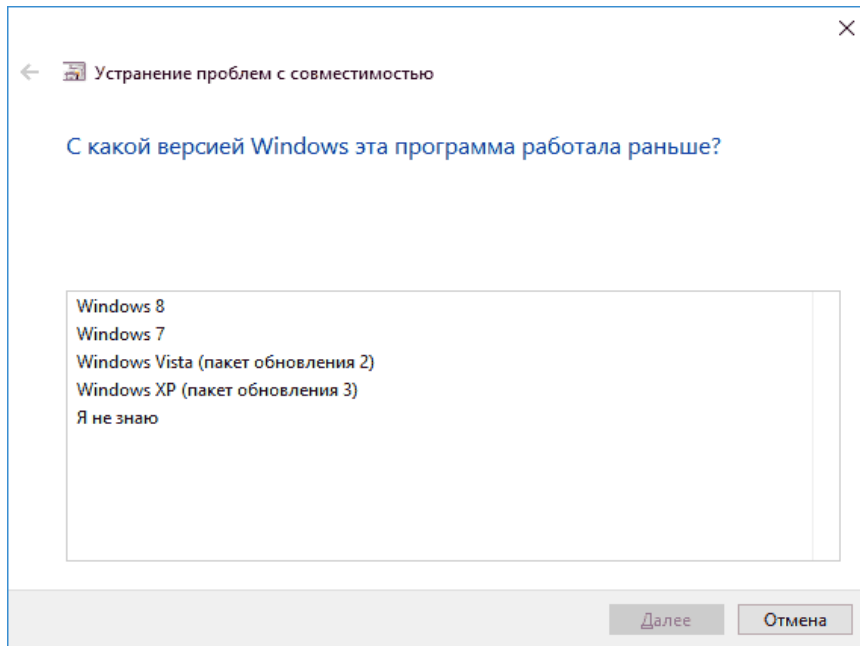 Устранение проблем с совместимостью
С какой версией Windows эта программа работала раньше?
Windows 8
Windows 7
Windows Vista (пакет обновления 2)
Windows XP (пакет обновления 3)
Я не знаю
Далее
Отмена